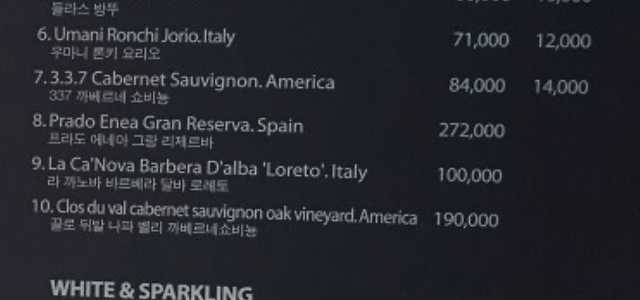 들라스 방뚜
6. Umani Ronchi Jorio. Italy 71,000 12,000
우마니 론키 요리오
7. 3.3.7 Cabernet Sauvignon. America 84,000 14,000
337 까베르네 쇼비뇽
8. Prado Enea Gran Reserva. Spain 272,000
프라도 에네아 그랑 리제르바
9. La Ca'Nova Barbera D'alba 'Loreto'. Italy 100,000
라 까노바 바르베라 달바 로레토
10. Clos du val cabernet sauvignon oak vineyard. America 190,000
끌로 뒤발 나파 밸리 까베르네쇼비뇽
WHITE & SPARKLING